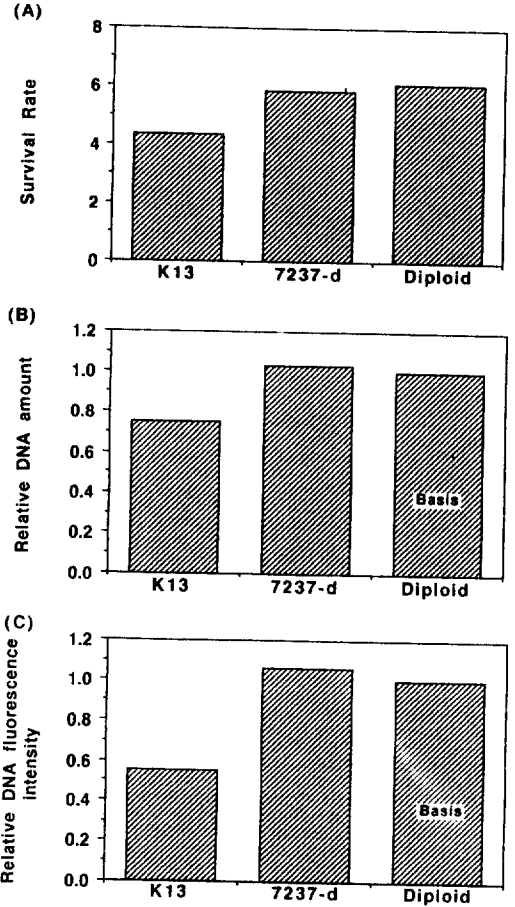 (A)
8
6
4
2
0
Survival Rate
K13 7237-d Diploid
(B)
1.2
1.0
0.8
0.6
0.4
0.2
0.0
Relative DNA amount
Basis
K13 7237-d Diploid
(C)
1.2
1.0
0.8
0.6
0.4
0.2
0.0
Relative DNA fluorescence
intensity
Basis
K13 7237-d Diploid